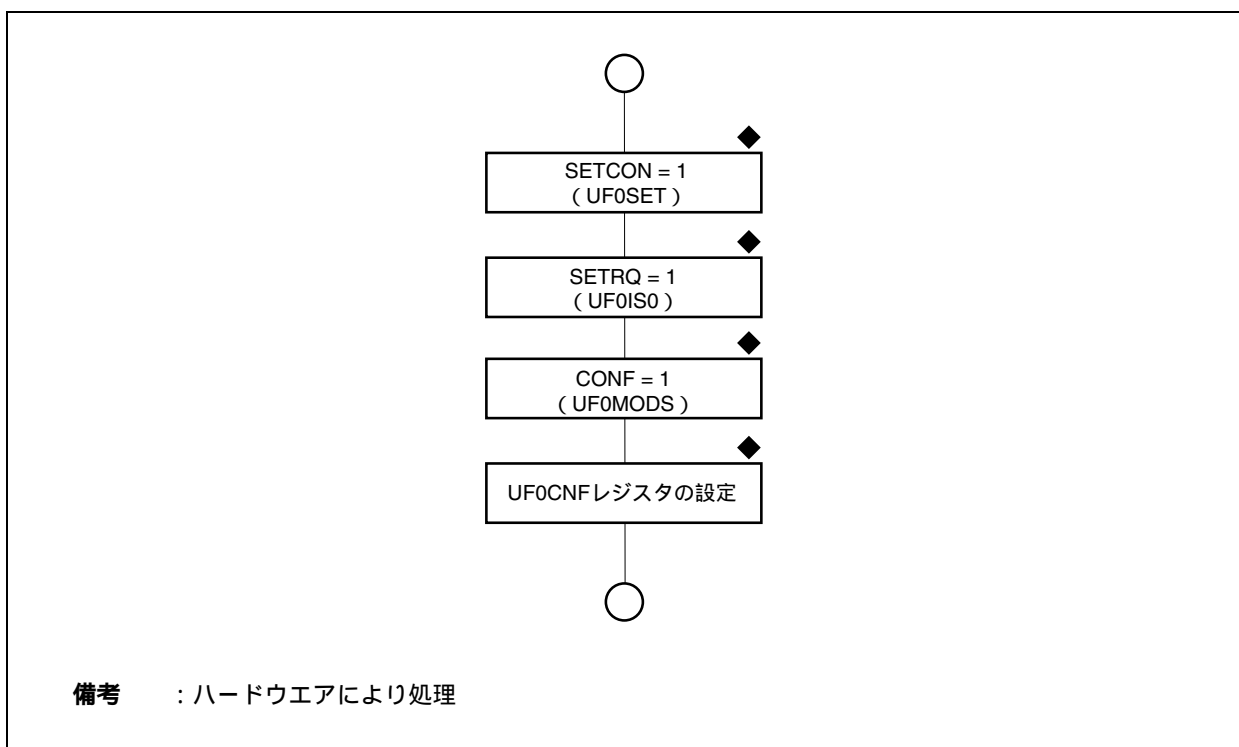 SETCON = 1
( UF0SET )
SETRQ = 1
( UF0IS0 )
CONF = 1
( UF0MODS )
UF0CNFレジスタの設定
備考 : ハードウエアにより処理